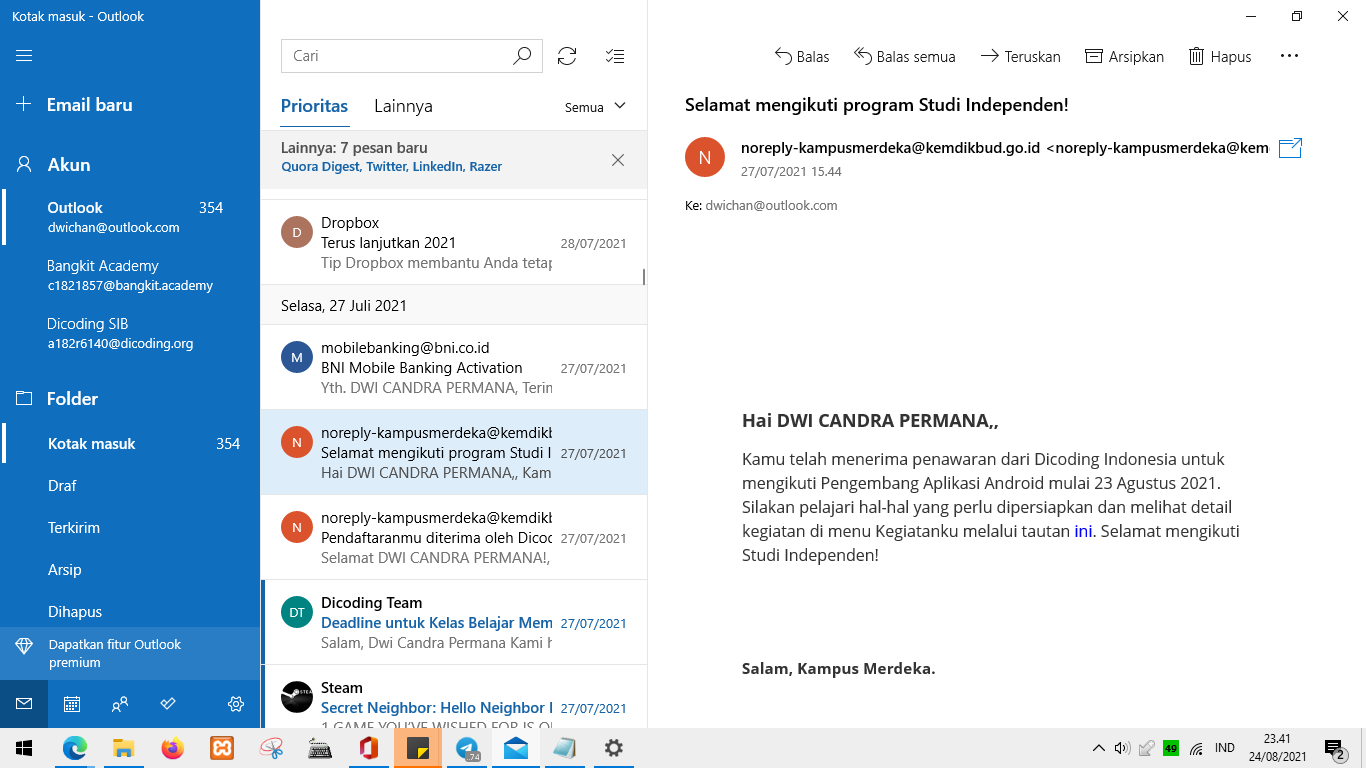 Kotak masuk - Outlook
Email baru
Akun
Outlook 354
dwichan@outlook.com
Bangkit Academy
c1821857@bangkit.academy
Dicoding SIB
a182r6140@dicoding.org
Folder
Kotak masuk 354
Draf
Terkirim
Arsip
Dihapus
Dapatkan fitur Outlook
premium
Cari
Prioritas Lainnya Semua
Lainnya: 7 pesan baru
Quora Digest, Twitter, LinkedIn, Razer
D
Dropbox
Terus lanjutkan 2021 28/07/2021
Tip Dropbox membantu Anda tetap
Selasa, 27 Juli 2021
M
mobilebanking@bni.co.id
BNI Mobile Banking Activation 27/07/2021
Yth. DWI CANDRA PERMANA, Terin
N
noreply-kampusmerdeka@kemdikb
Selamat mengikuti program Studi I 27/07/2021
Hai DWI CANDRA PERMANA,, Kam
N
noreply-kampusmerdeka@kemdikb
Pendaftaranmu diterima oleh Dicoc 27/07/2021
Selamat DWI CANDRA PERMANA!,
DT
Dicoding Team
Deadline untuk Kelas Belajar Mem 27/07/2021
Salam, Dwi Candra Permana Kami h
Steam
Secret Neighbor: Hello Neighbor 27/07/2021
1 GAME YOU'VE WISHED FOR IS
Balas Balas semua Teruskan Arsipkan Hapus
Selamat mengikuti program Studi Independen!
N
noreply-kampusmerdeka@kemdikbud.go.id <noreply-kampusmerdeka@kem
27/07/2021 15.44
Ke: dwichan@outlook.com
Hai DWI CANDRA PERMANA,,
Kamu telah menerima penawaran dari Dicoding Indonesia untuk
mengikuti Pengembang Aplikasi Android mulai 23 Agustus 2021.
Silakan pelajari hal-hal yang perlu dipersiapkan dan melihat detail
kegiatan di menu Kegiatanku melalui tautan ini. Selamat mengikuti
Studi Independen!
Salam, Kampus Merdeka.
74
49
IND
23.41
24/08/2021
2